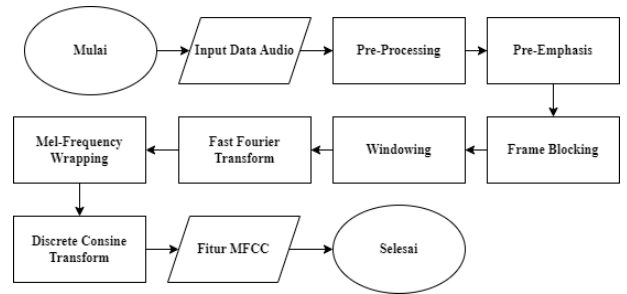 Mulai
Input Data Audio
Pre-Processing
Pre-Emphasis
Frame Blocking
Windowing
Fast Fourier
Transform
Mel-Frequency
Wrapping
Discrete Consine
Transform
Fitur MFCC
Selesai